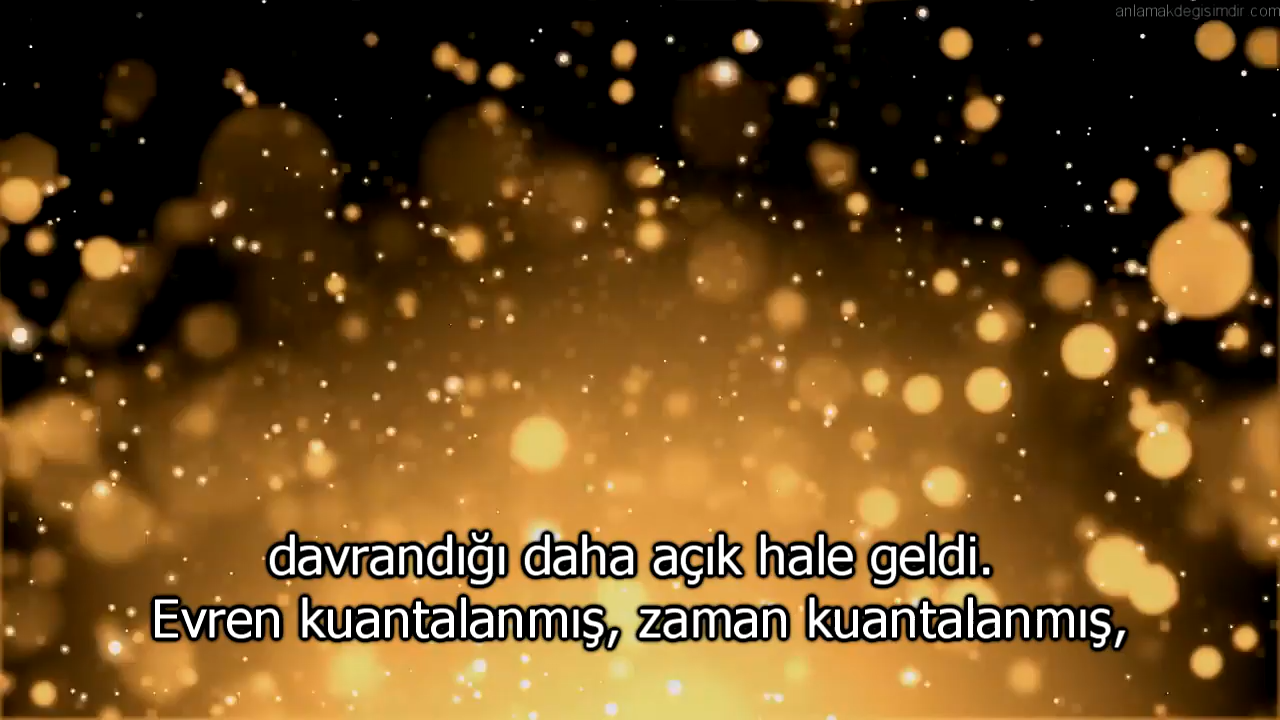 anlamakdegisimdir com
davrandığı daha açık hale geldi.
Evren kuantalanmış, zaman kuantalanmış,